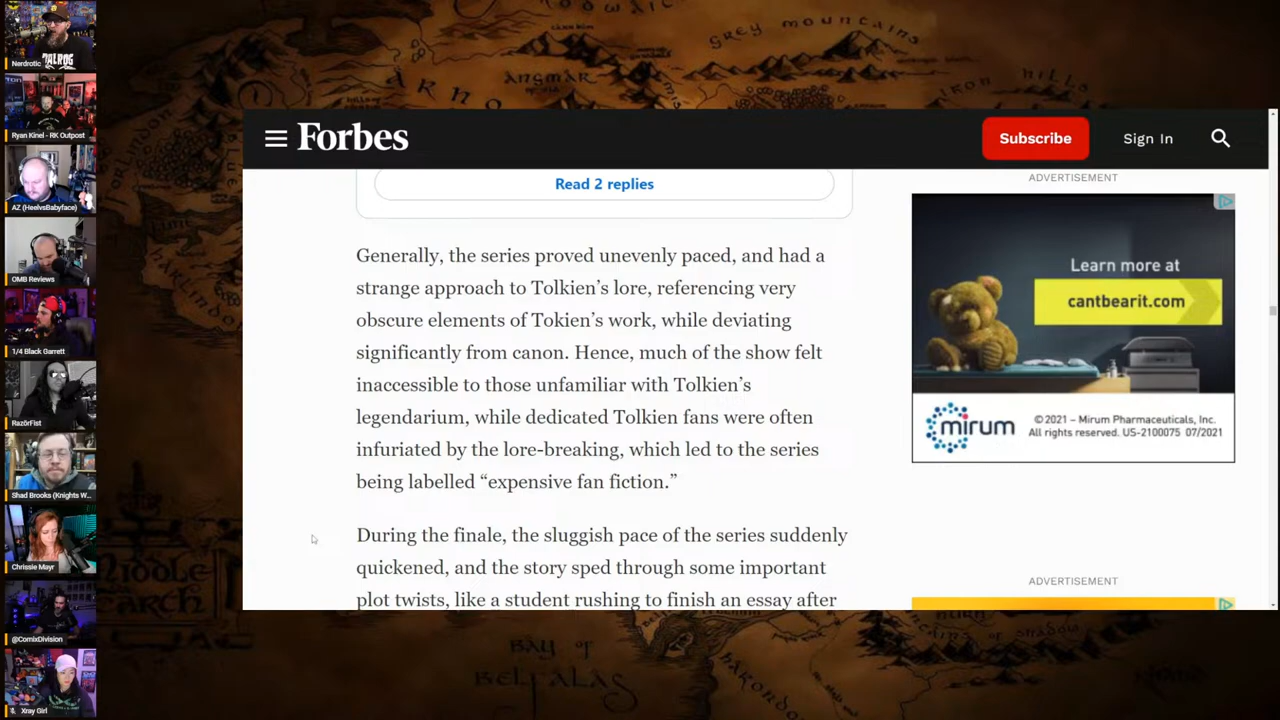 Nerdrotic
Ryan Kinel - RK Outpost
AZ (HeelvsBabyface)
OMB Reviews
1/4 Black Garrett
RazörFist
Shad Brooks (Knights W...
Chrissie Mayr
@ComixDivision
Xray Girl
GREY MOUNTAINS
ANGMAR
ARNO
IRON HILLS
Forbes
Subscribe
Sign In
Read 2 replies
Generally, the series proved unevenly paced, and had a
strange approach to Tolkien’s lore, referencing very
obscure elements of Tokien’s work, while deviating
significantly from canon. Hence, much of the show felt
inaccessible to those unfamiliar with Tolkien’s
legendarium, while dedicated Tolkien fans were often
infuriated by the lore-breaking, which led to the series
being labelled “expensive fan fiction.”
During the finale, the sluggish pace of the series suddenly
quickened, and the story sped through some important
plot twists, like a student rushing to finish an essay after
ADVERTISEMENT
Learn more at
cantbearit.com
mirum
© 2021 – Mirum Pharmaceuticals, Inc.
All rights reserved. US-2100075 07/2021
ADVERTISEMENT
MIDDLE
EARTH
BAY OF
BELFALAS